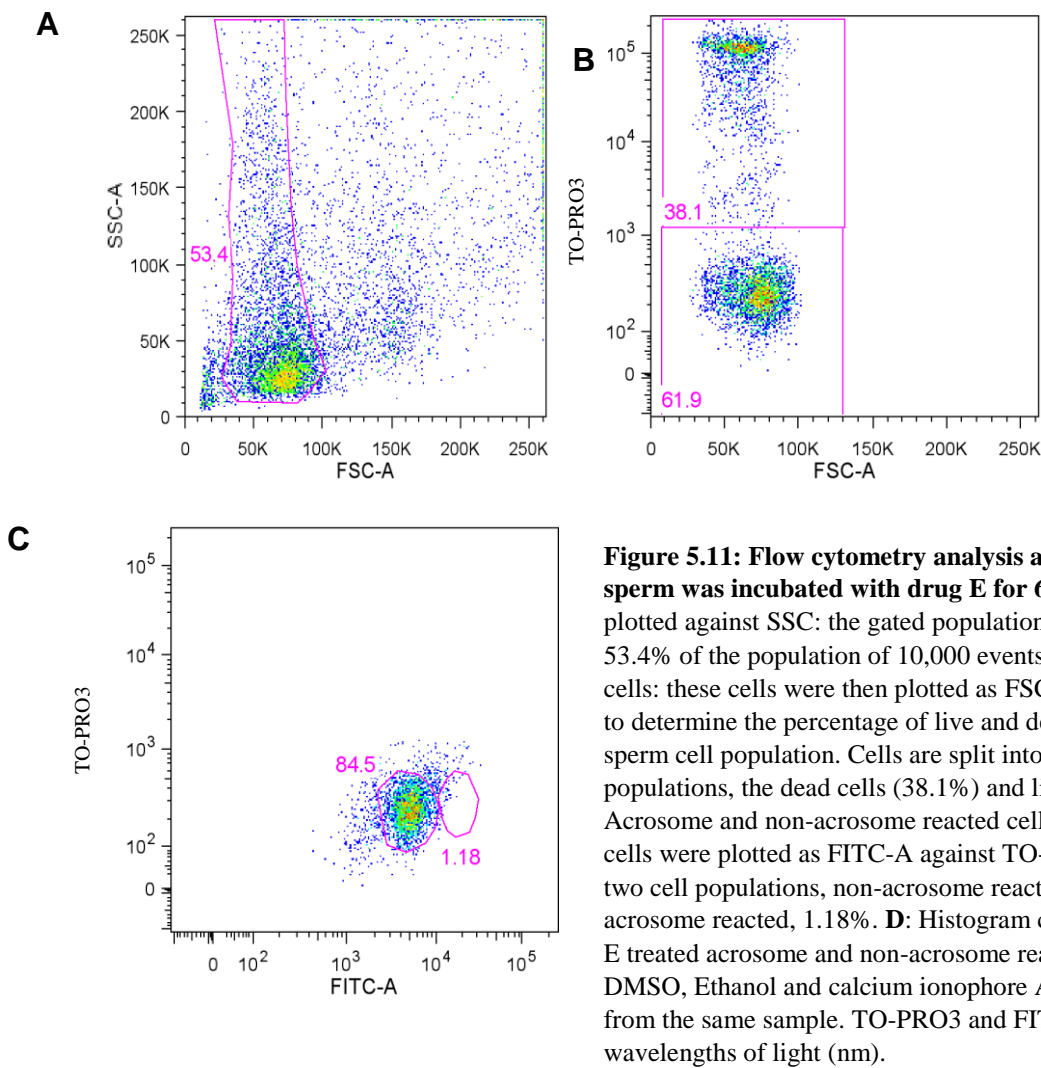 A
250K
200K
150K
100K
50K
0
SSC-A
53.4
0 50K 100K 150K 200K 250K
FSC-A
B
10^5
10^4
10^3
10^2
0
TO-PRO3
38.1
61.9
0 50K 100K 150K 200K 250K
FSC-A
C
10^5
10^4
10^3
10^2
0
TO-PRO3
84.5
1.18
0 10^2 10^3 10^4 10^5
FITC-A
Figure 5.11: Flow cytometry analysis a
sperm was incubated with drug E for 6
plotted against SSC: the gated population
53.4% of the population of 10,000 events
cells: these cells were then plotted as FSC
to determine the percentage of live and de
sperm cell population. Cells are split into
populations, the dead cells (38.1%) and li
Acrosome and non-acrosome reacted cell
cells were plotted as FITC-A against TO-
two cell populations, non-acrosome react
acrosome reacted, 1.18%. D: Histogram c
E treated acrosome and non-acrosome rea
DMSO, Ethanol and calcium ionophore A
from the same sample. TO-PRO3 and FIT
wavelengths of light (nm).